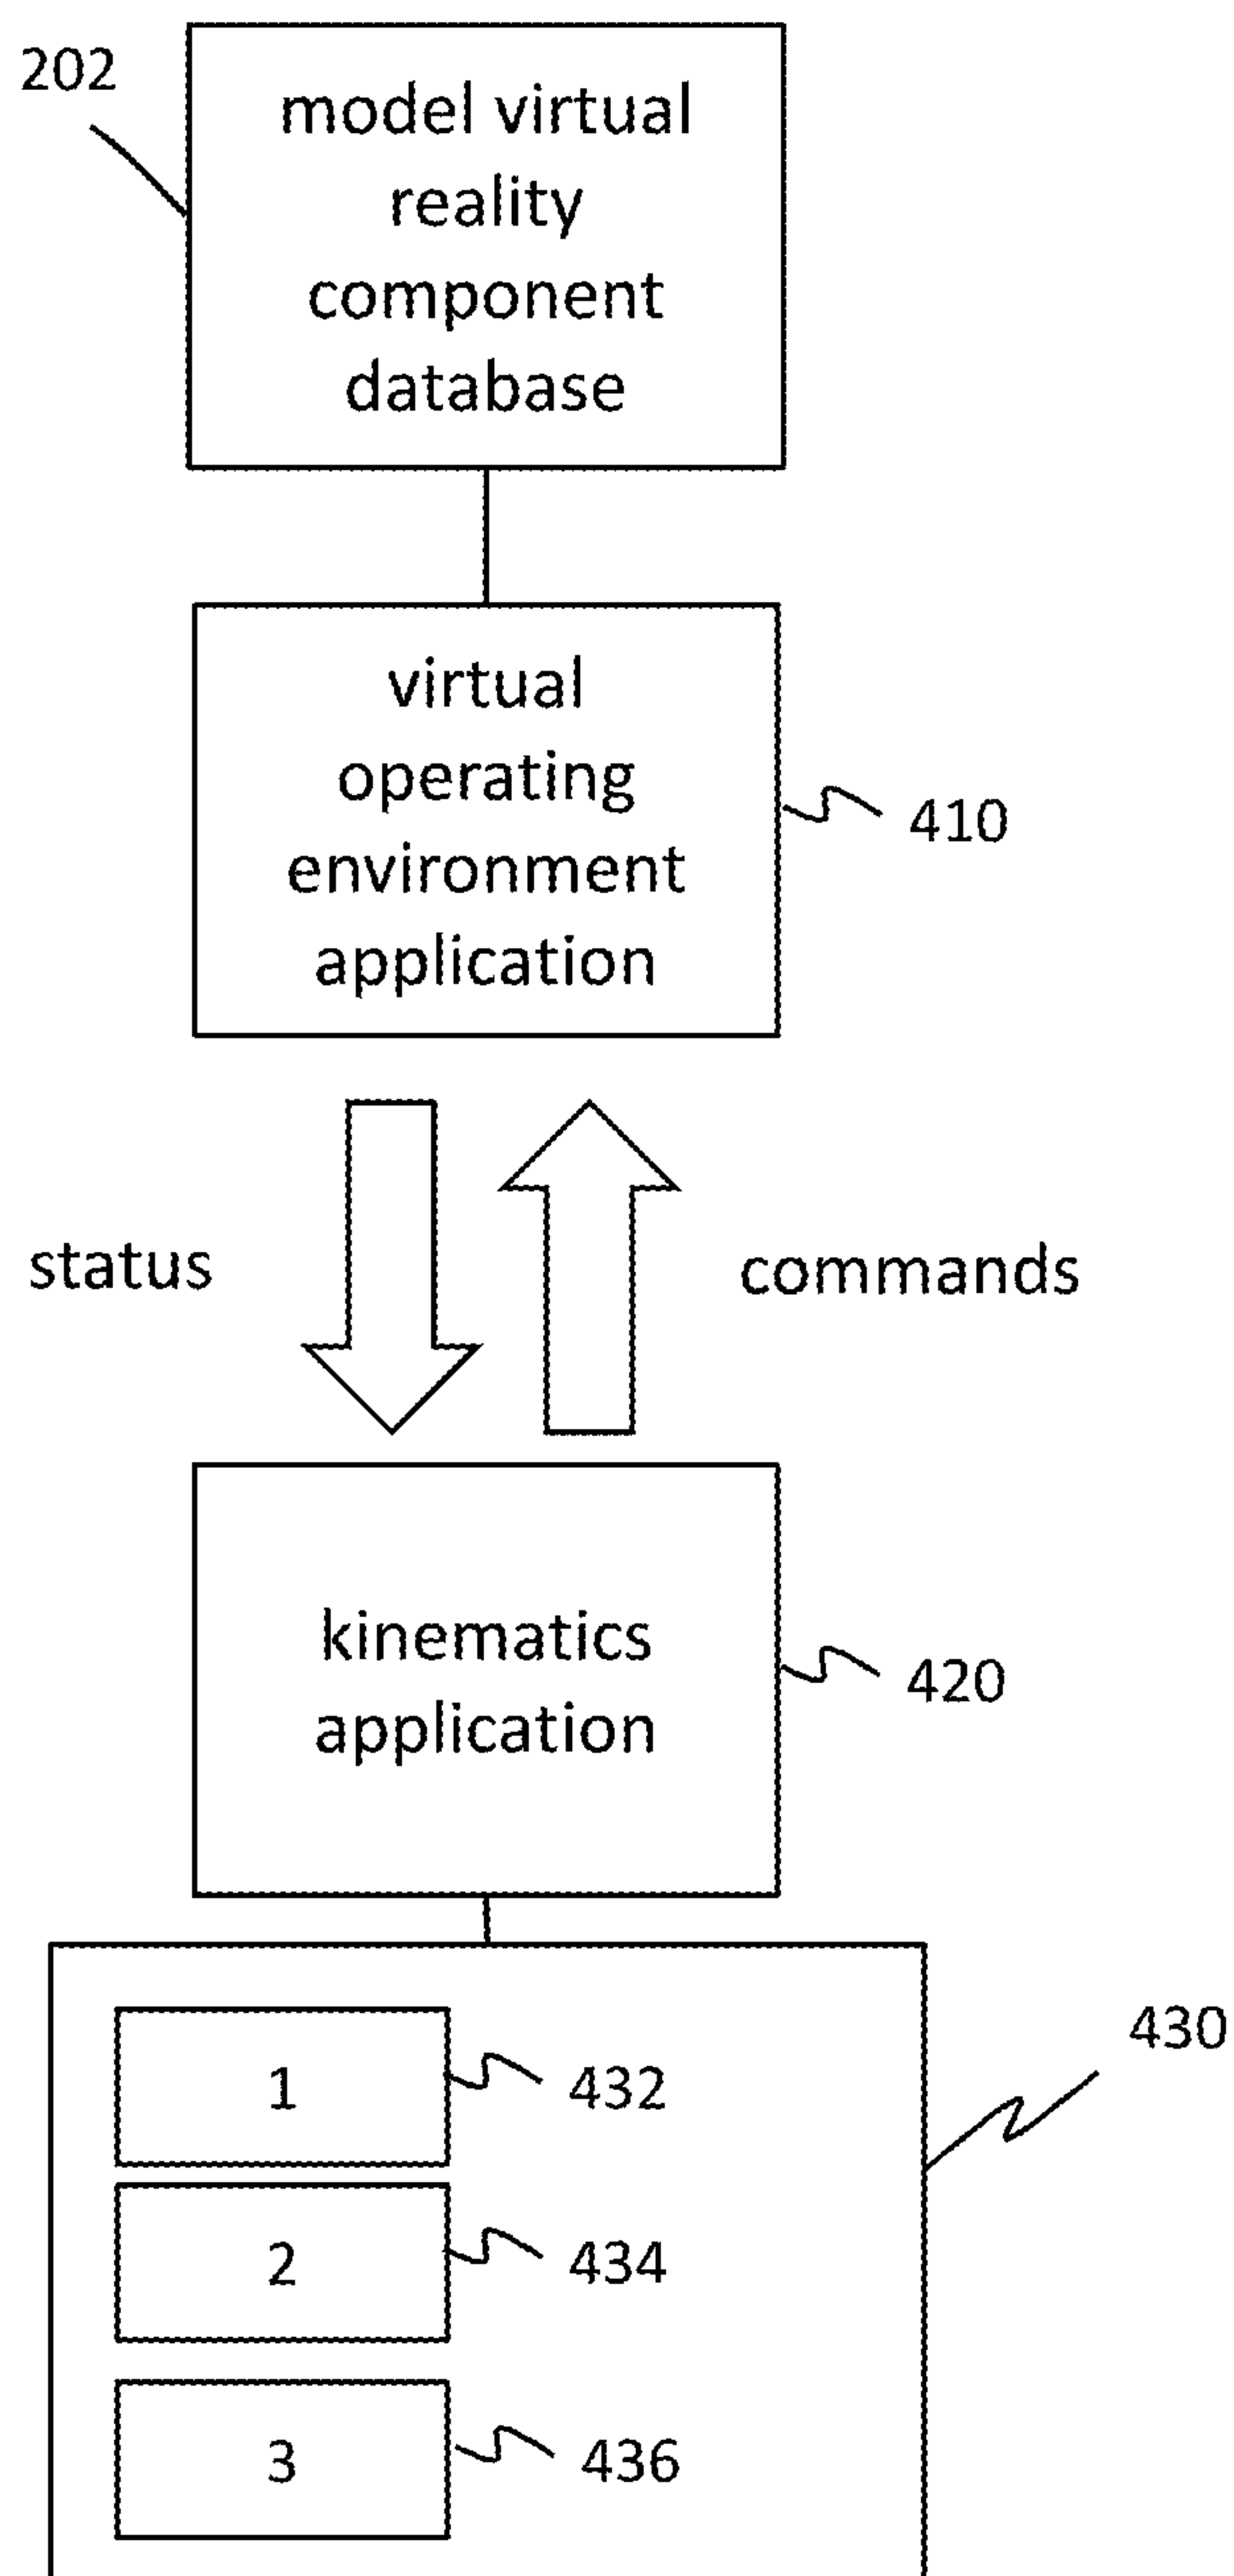 202
model virtual
reality
component
database
virtual
operating
environment
application
410
status
commands
kinematics
application
420
430
1
432
2
434
3
436